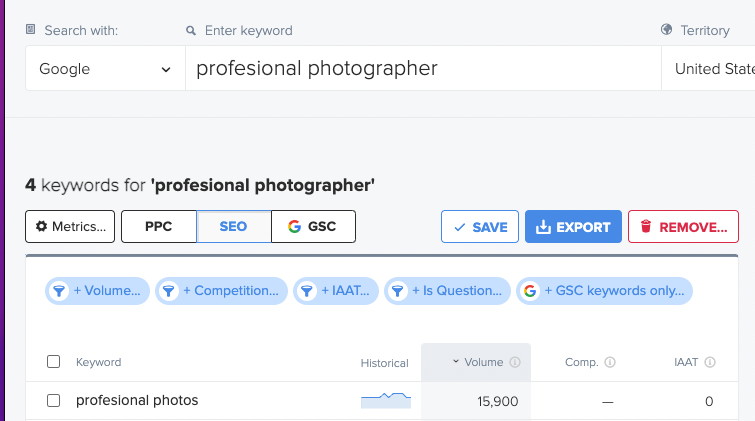 Search with: Enter keyword Territory
Google profesional photographer United State
4 keywords for 'profesional photographer'
Metrics... PPC SEO GSC SAVE EXPORT REMOVE...
+ Volume... + Competition... + IAAT... + Is Question... + GSC keywords only...
Keyword Historical Volume Comp. IAAT
profesional photos 15,900 — 0